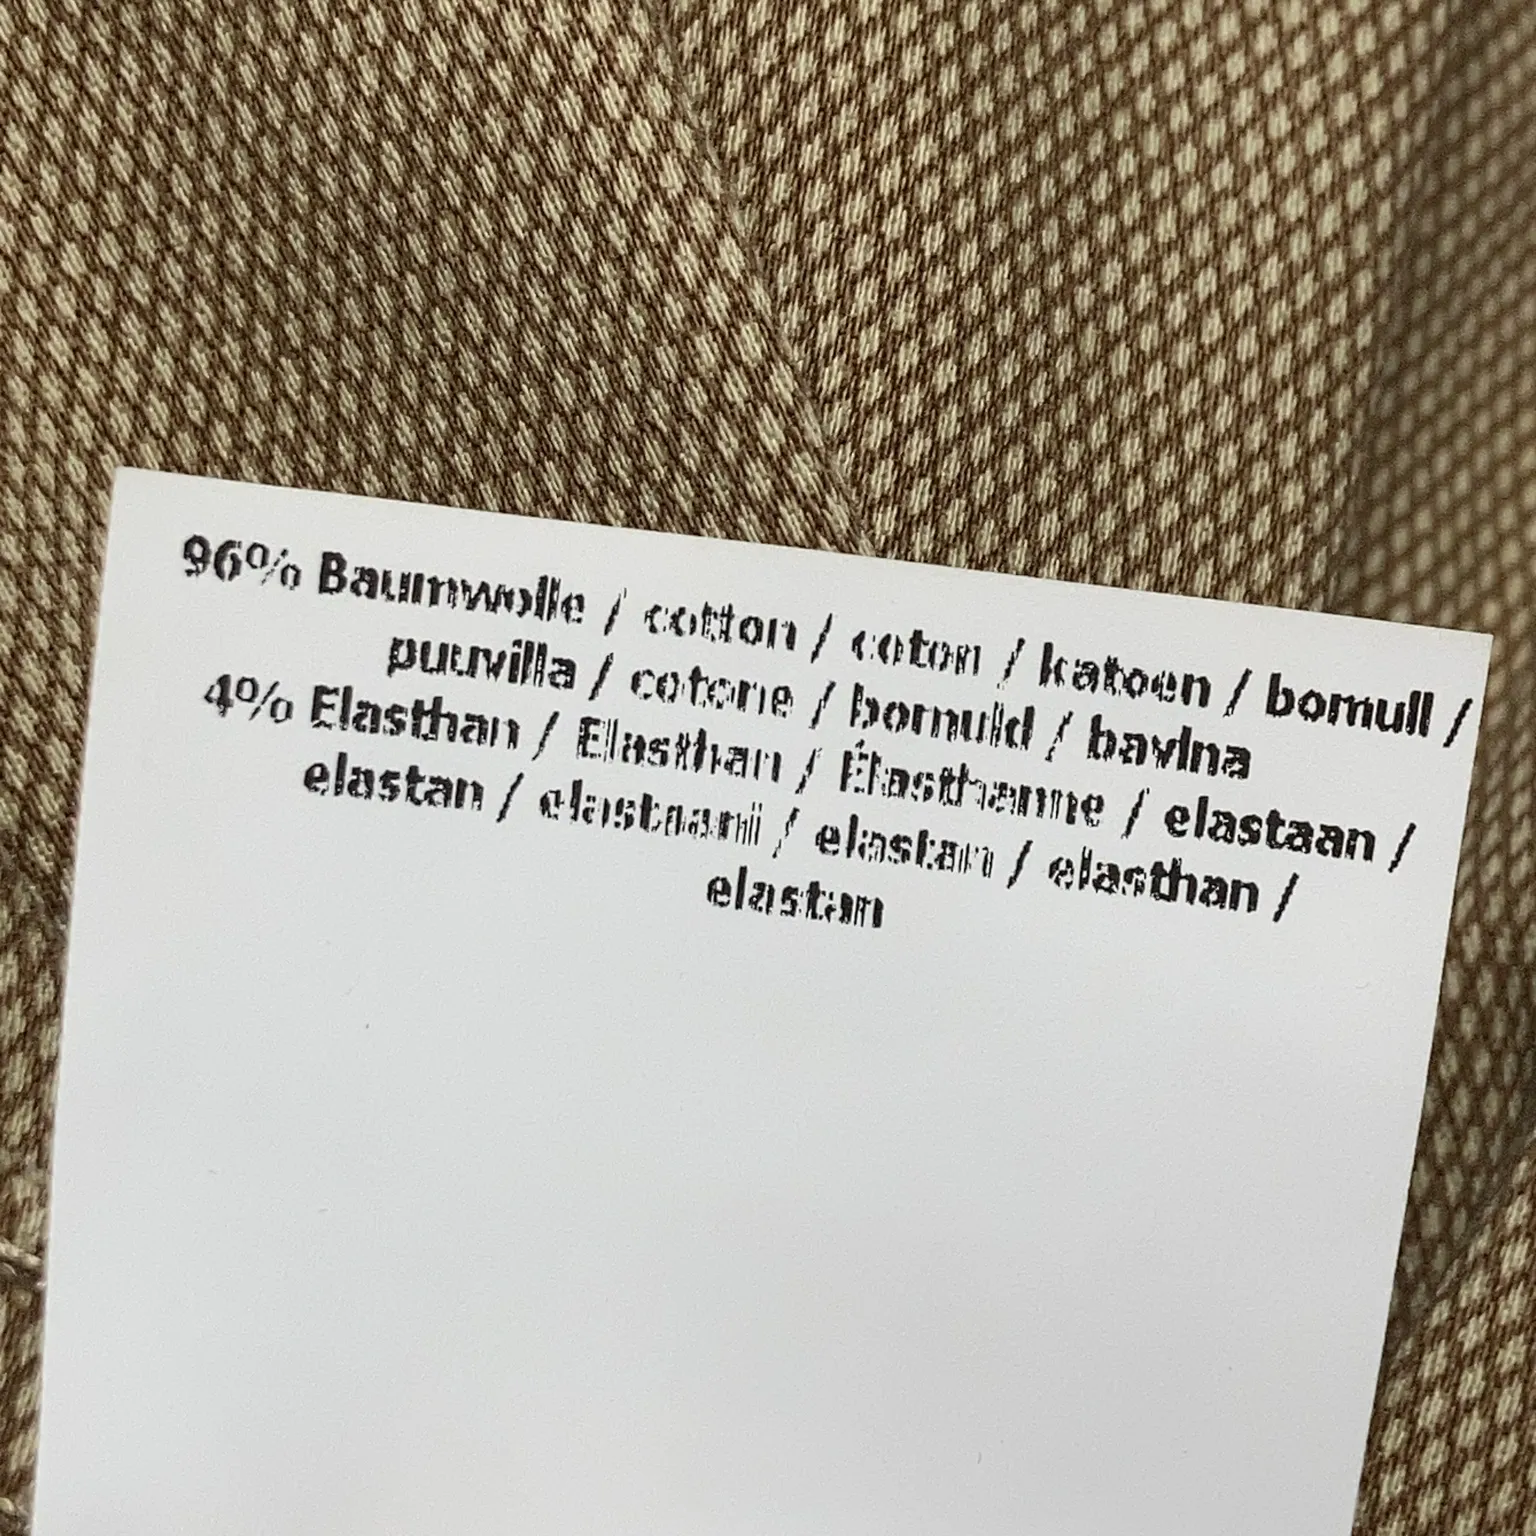 96% Baumwolle / cotton / coton / katoen / bomull /
puuvilla / cotone / bomuld / bavlna
4% Elasthan / Elasthan / Élasthanne / elastaan /
elastan / elastaanii / elastan / elasthan /
elastan